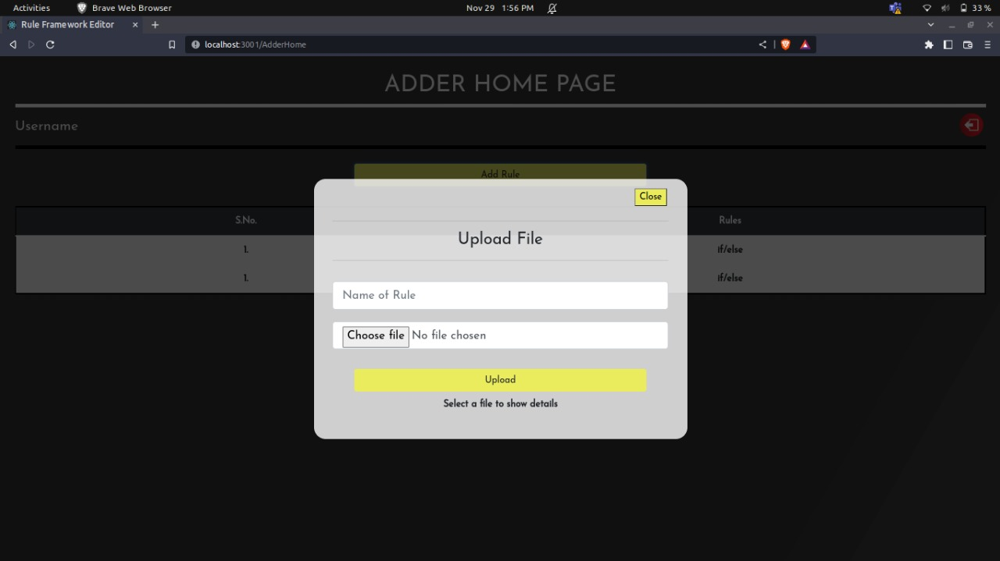 Activities Brave Web Browser Nov 29 1:56 PM 33 %
Rule Framework Editor
localhost:3001/AdderHome
ADDER HOME PAGE
Username
Add Rule
Close
S.No. Rules
Upload File
1. if/else
1. if/else
Name of Rule
Choose file No file chosen
Upload
Select a file to show details